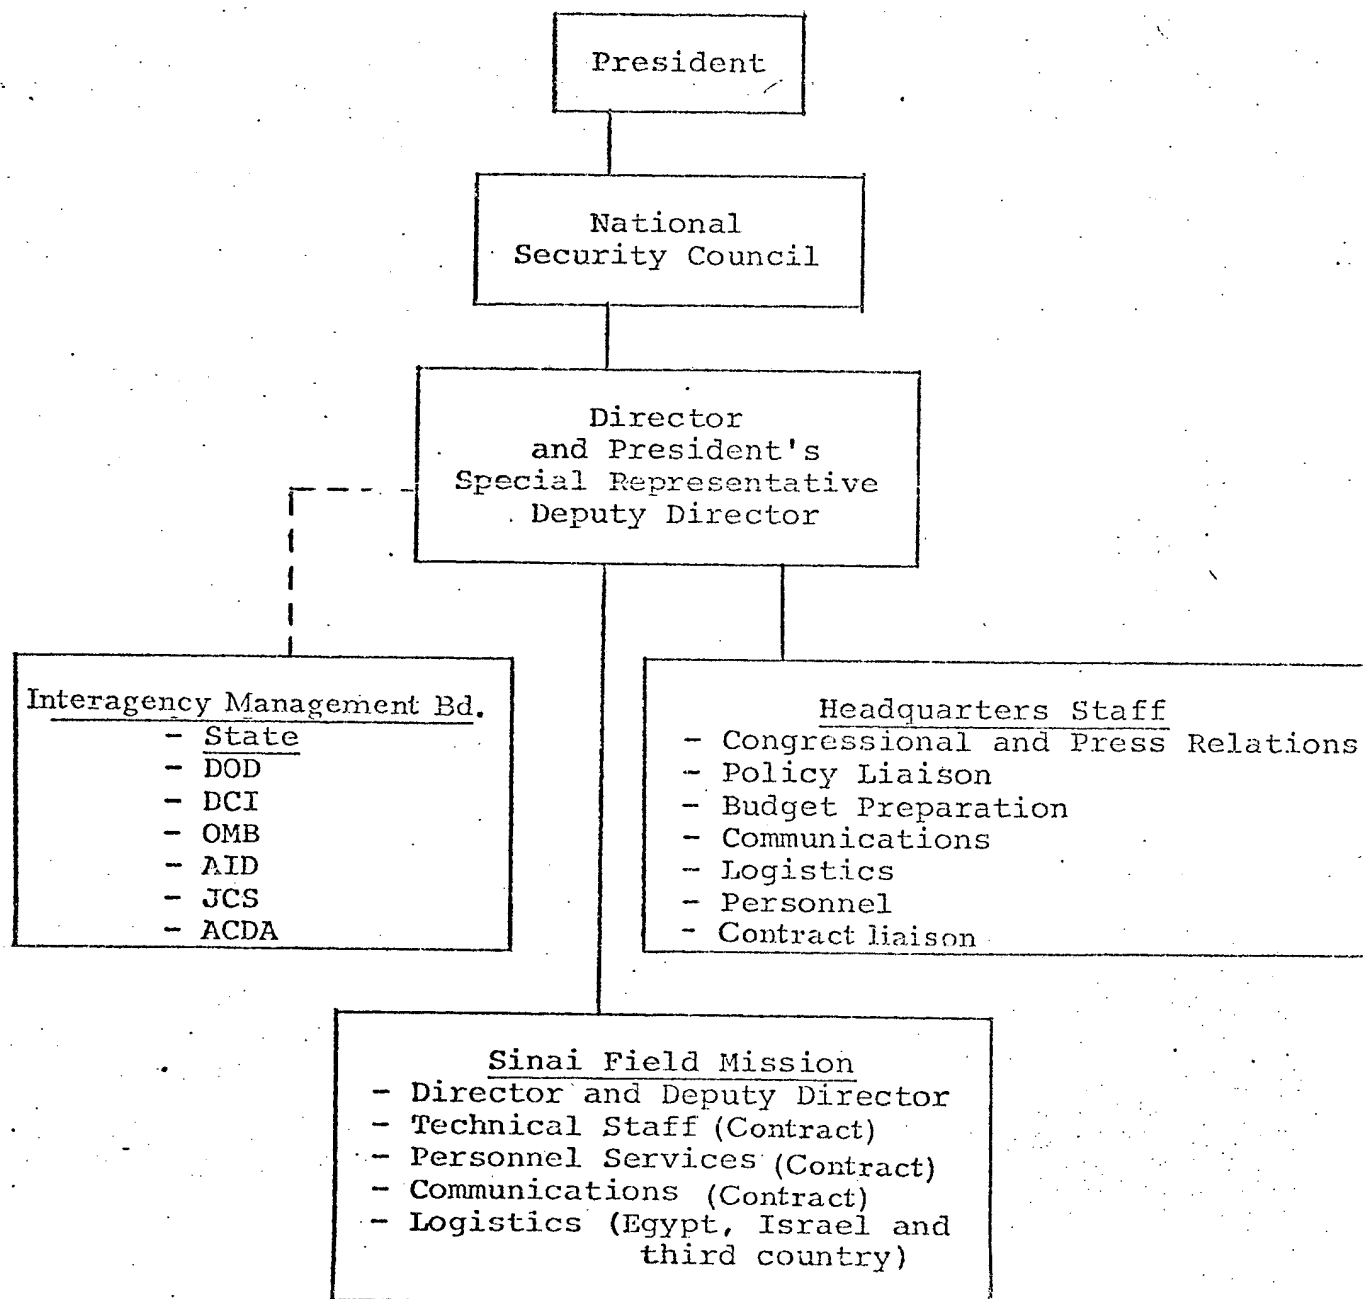 President
National
Security Council
Director
and President's
Special Representative
Deputy Director
Interagency Management Bd.
- State
- DOD
- DCI
- OMB
- AID
- JCS
- ACDA
Headquarters Staff
- Congressional and Press Relations
- Policy Liaison
- Budget Preparation
- Communications
- Logistics
- Personnel
- Contract liaison
Sinai Field Mission
- Director and Deputy Director
- Technical Staff (Contract)
- Personnel Services (Contract)
- Communications (Contract)
- Logistics (Egypt, Israel and
third country)